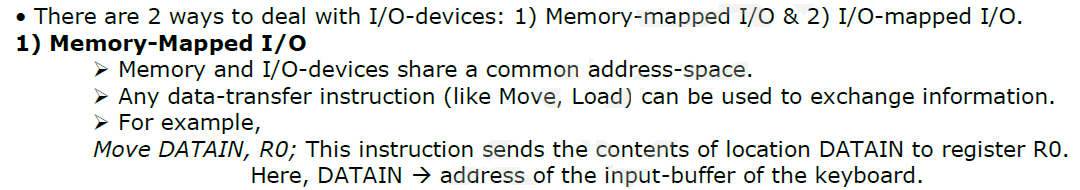 • There are 2 ways to deal with I/O-devices: 1) Memory-mapped I/O & 2) I/O-mapped I/O.
1) Memory-Mapped I/O
➢ Memory and I/O-devices share a common address-space.
➢ Any data-transfer instruction (like Move, Load) can be used to exchange information.
➢ For example,
Move DATAIN, R0; This instruction sends the contents of location DATAIN to register R0.
Here, DATAIN → address of the input-buffer of the keyboard.